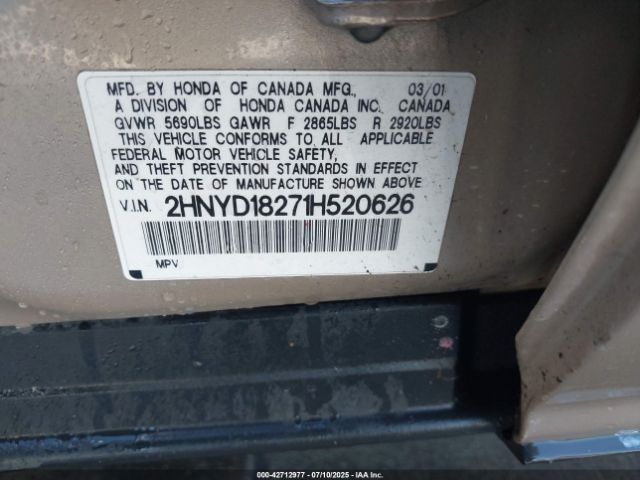 MFD. BY HONDA OF CANADA MFG., 03/01
A DIVISION OF HONDA CANADA INC. CANADA
GVWR 5690LBS GAWR F 2865LBS R 2920LBS
THIS VEHICLE CONFORMS TO ALL APPLICABLE
FEDERAL MOTOR VEHICLE SAFETY,
AND THEFT PREVENTION STANDARDS IN EFFECT
ON THE DATE OF MANUFACTURE SHOWN ABOVE
V.I.N. 2HNYD18271H520626
MPV
000-42712977 - 07/10/2025 - IAA Inc.